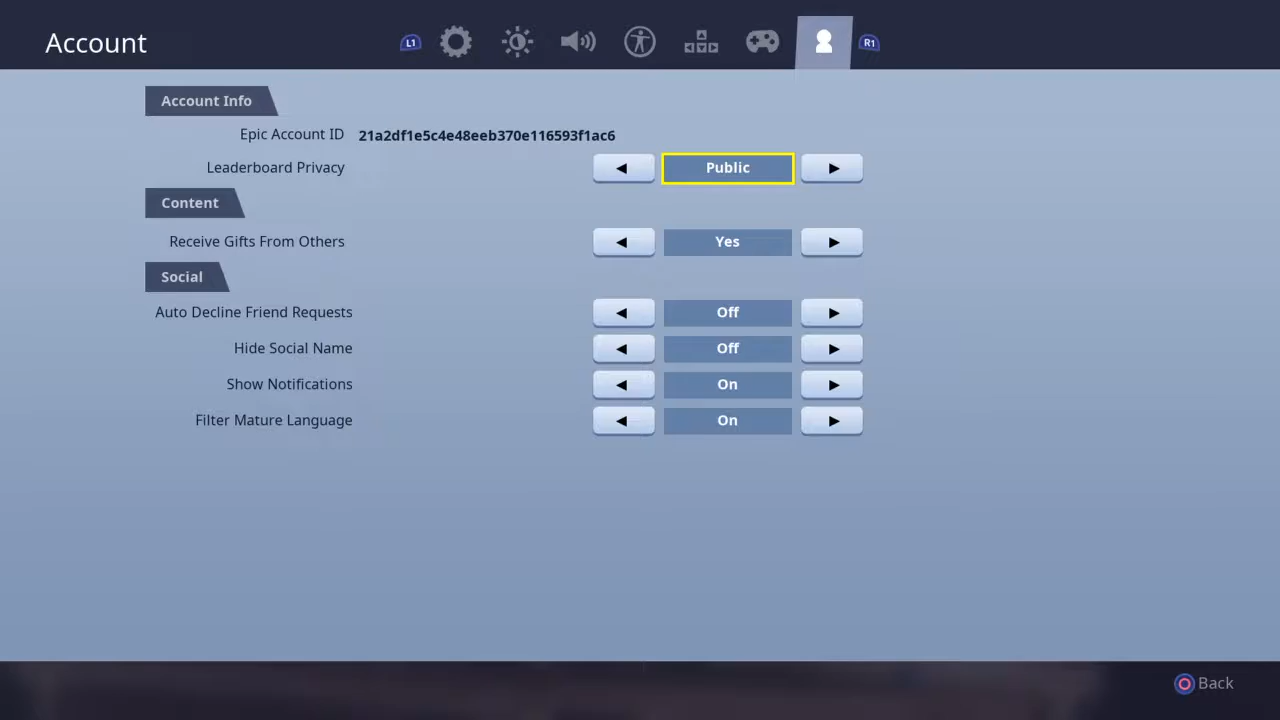 Account
L1
R1
Account Info
Epic Account ID 21a2df1e5c4e48eeb370e116593f1ac6
Leaderboard Privacy Public
Content
Receive Gifts From Others Yes
Social
Auto Decline Friend Requests Off
Hide Social Name Off
Show Notifications On
Filter Mature Language On
Back